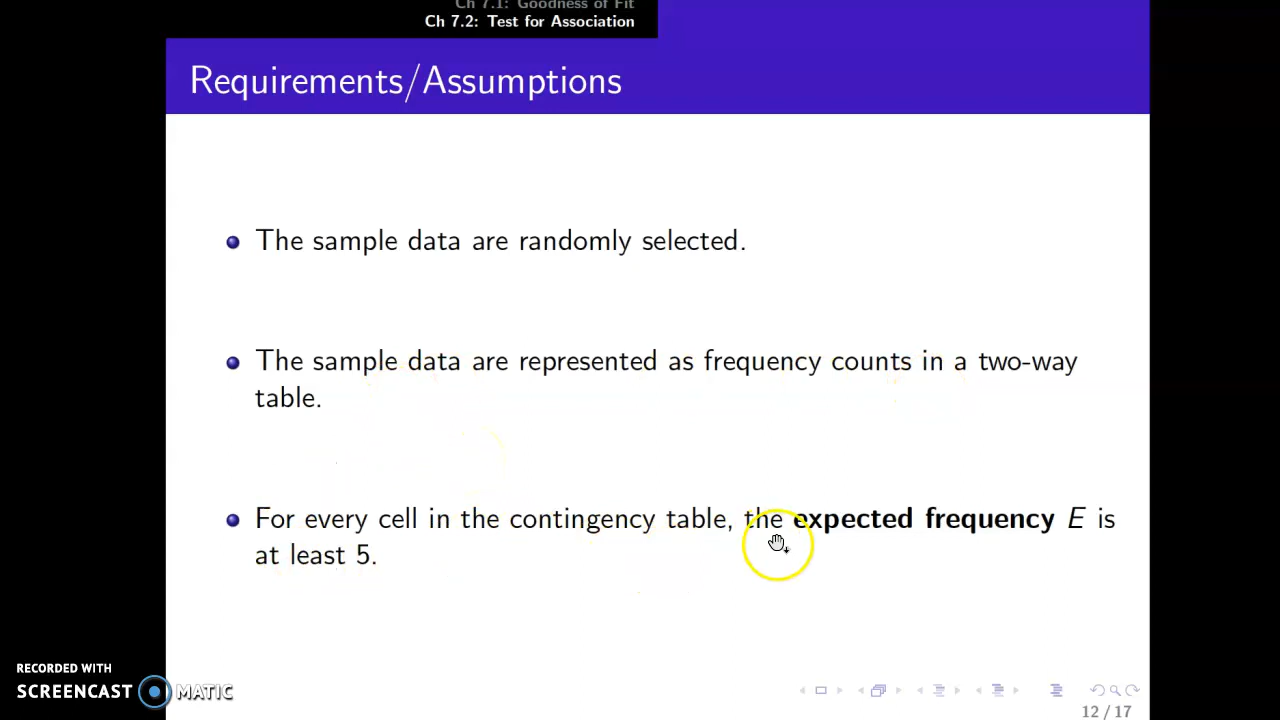 Ch 7.1: Goodness of Fit
Ch 7.2: Test for Association
Requirements/Assumptions
The sample data are randomly selected.
The sample data are represented as frequency counts in a two-way
table.
For every cell in the contingency table, the expected frequency E is
at least 5.
RECORDED WITH
SCREENCAST MATIC
12 / 17